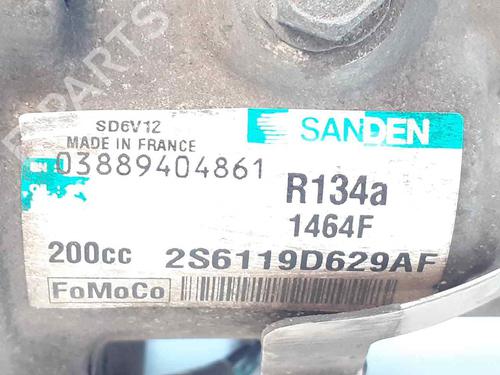 SD6V12
SANDEN
MADE IN FRANCE
03889404861
R134a
1464F
200cc 2S6119D629AF
FoMoCo